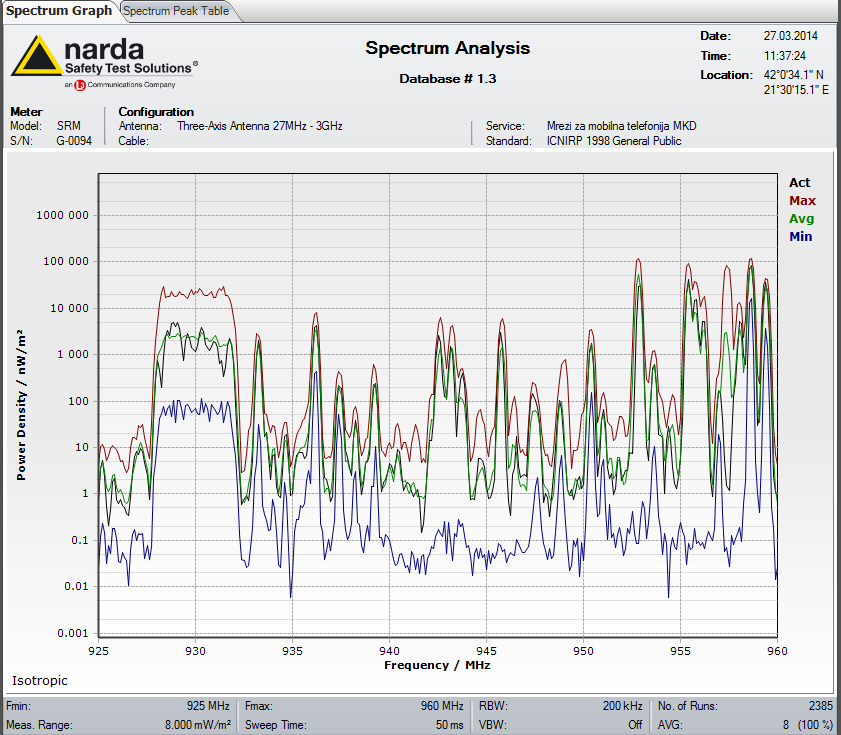 Spectrum Graph
Spectrum Peak Table
narda
Safety Test Solutions®
an L3 Communications Company
Spectrum Analysis
Database # 1.3
Date: 27.03.2014
Time: 11:37:24
Location: 42°0'34.1" N
21°30'15.1" E
Meter
Model: SRM
S/N: G-0094
Configuration
Antenna: Three-Axis Antenna 27MHz - 3GHz
Cable:
Service: Mrezi za mobilna telefonija MKD
Standard: ICNIRP 1998 General Public
Act
Max
Avg
Min
Power Density / nW/m²
1000 000
100 000
10 000
1 000
100
10
1
0.1
0.01
0.001
925 930 935 940 945 950 955 960
Frequency / MHz
Isotropic
Fmin: 925 MHz Fmax: 960 MHz RBW: 200 kHz No. of Runs: 2385
Meas. Range: 8.000 mW/m² Sweep Time: 50 ms VBW: Off AVG: 8 (100 %)